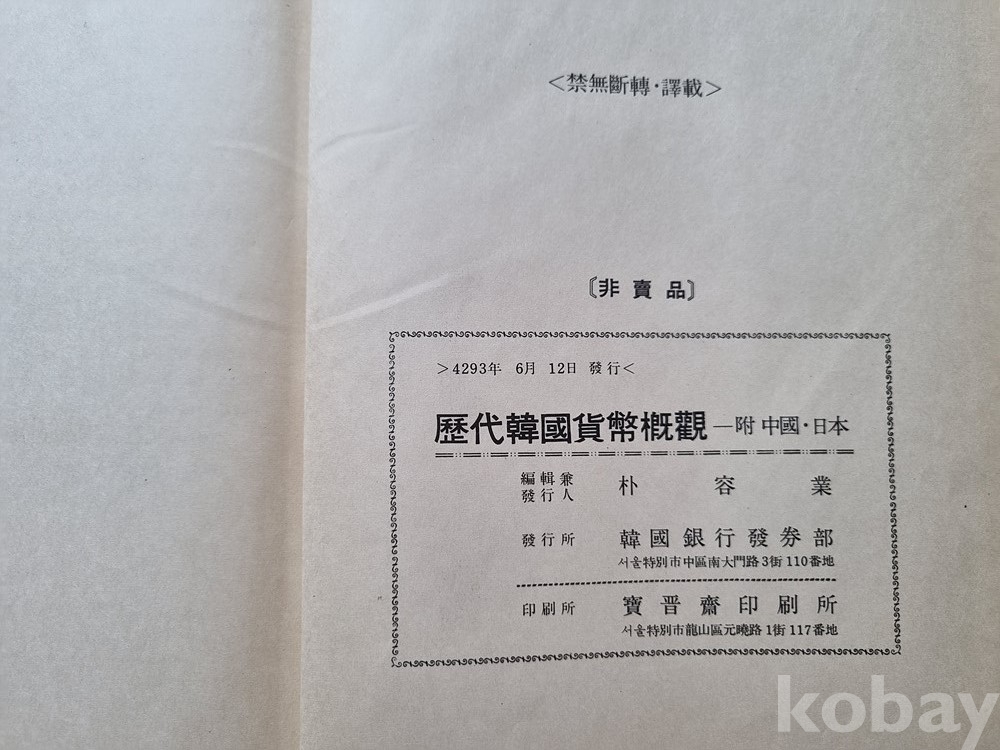 <禁無斷轉·譯載>
〔非賣品〕
>4293年 6月 12日 發行<
歷代韓國貨幣槪觀—附 中國·日本
編輯兼
發行人
朴容業
發行所 韓國銀行發券部
서울特別市中區南大門路3街110番地
印刷所 寶晋齋印刷所
서울特別市龍山區元曉路1街117番地
kobay